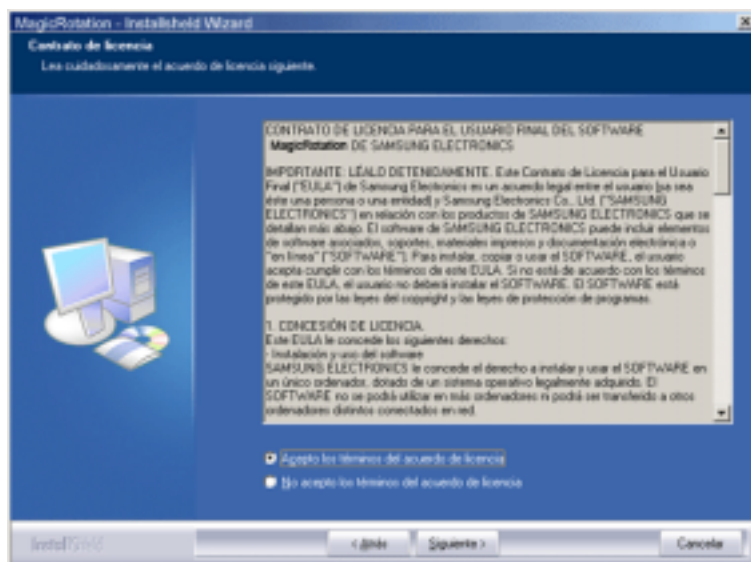 MagicRotation - Installsheld Wizard
Contrato de licencia
Lea cuidadosamente el acuerdo de licencia siguiente.
CONTRATO DE LICENCIA PARA EL USUARIO FINAL DEL SOFTWARE
MagicRotation DE SAMSUNG ELECTRONICS
IMPORTANTE: LÉALO DETENIDAMENTE. Este Contrato de Licencia para el Usuario
Final ("EULA") de Samsung Electronics es un acuerdo legal entre el usuario (ya sea
éste una persona o una entidad) y Samsung Electronics Co., Ltd. ("SAMSUNG
ELECTRONICS") en relación con los productos de SAMSUNG ELECTRONICS que se
detallan más abajo. El software de SAMSUNG ELECTRONICS puede incluir elementos
de software asociados, soportes, materiales impresos y documentación electrónica o
"en línea" ("SOFTWARE"). Para instalar, copiar o usar el SOFTWARE, el usuario
acepta cumplir con los términos de este EULA. Si no está de acuerdo con los términos
de este EULA, el usuario no deberá instalar el SOFTWARE. El SOFTWARE está
protegido por las leyes del copyright y las leyes de protección de programas.
1. CONCESIÓN DE LICENCIA.
Este EULA le concede los siguientes derechos:
- Instalación y uso del software
SAMSUNG ELECTRONICS le concede el derecho a instalar y usar el SOFTWARE en
un único ordenador, dotado de un sistema operativo legalmente adquirido. El
SOFTWARE no se podrá utilizar en más ordenadores ni podrá ser transferido a otros
ordenadores distintos conectados en red.
Acepto los términos del acuerdo de licencia
No acepto los términos del acuerdo de licencia
InstallShield
< Atrás
Siguiente >
Cancelar